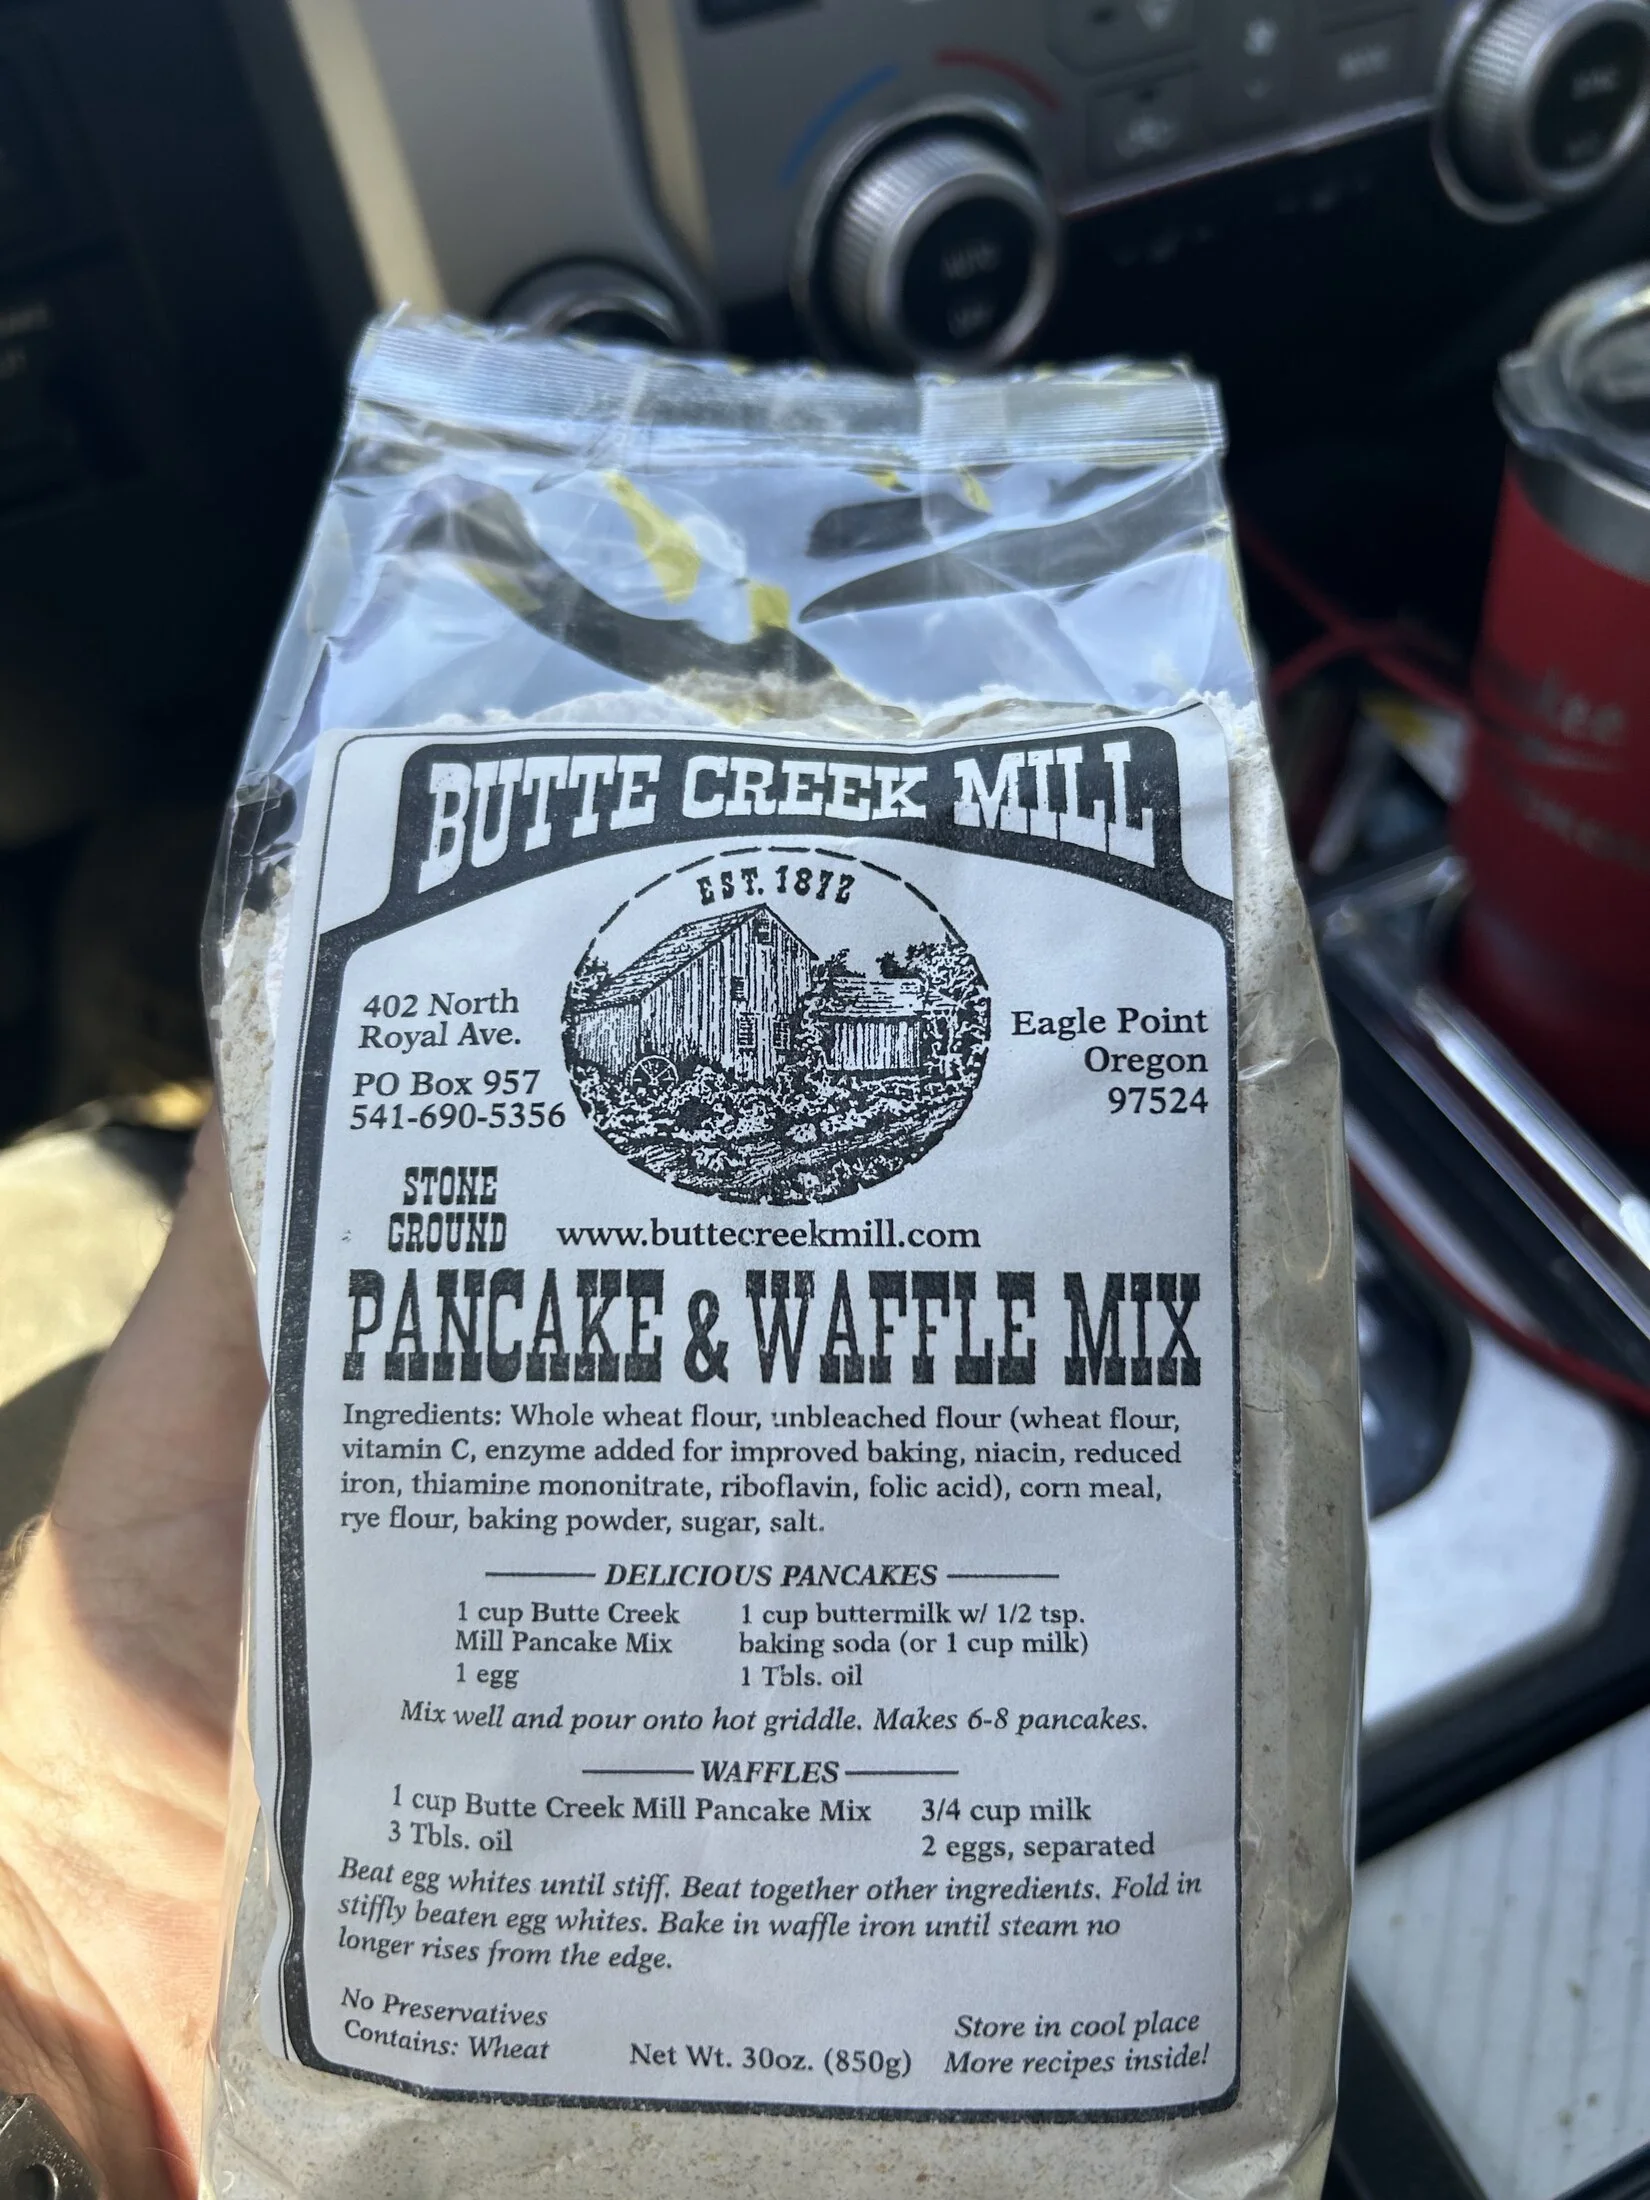 BUTTE CREEK MILL
EST. 1872
402 North
Royal Ave.
PO Box 957
541-690-5356
Eagle Point
Oregon
97524
STONE
GROUND
www.buttecreekmill.com
PANCAKE & WAFFLE MIX
Ingredients: Whole wheat flour, unbleached flour (wheat flour,
vitamin C, enzyme added for improved baking, niacin, reduced
iron, thiamine mononitrate, riboflavin, folic acid), corn meal,
rye flour, baking powder, sugar, salt.
DELICIOUS PANCAKES
1 cup Butte Creek
Mill Pancake Mix
1 egg
1 cup buttermilk w/ 1/2 tsp.
baking soda (or 1 cup milk)
1 Tbls. oil
Mix well and pour onto hot griddle. Makes 6-8 pancakes.
WAFFLES
1 cup Butte Creek Mill Pancake Mix
3 Tbls. oil
3/4 cup milk
2 eggs, separated
Beat egg whites until stiff. Beat together other ingredients. Fold in
stiffly beaten egg whites. Bake in waffle iron until steam no
longer rises from the edge.
No Preservatives
Contains: Wheat
Net Wt. 30oz. (850g)
Store in cool place
More recipes inside!